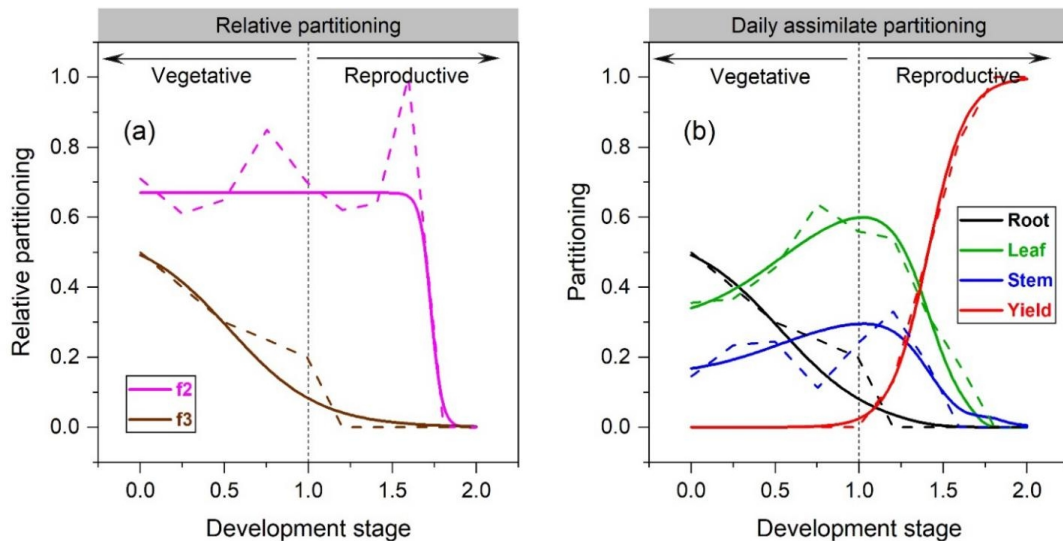 Relative partitioning
Vegetative
Reproductive
(a)
Relative partitioning
1.0
0.8
0.6
0.4
0.2
0.0
f2
f3
0.0 0.5 1.0 1.5 2.0
Development stage
Daily assimilate partitioning
Vegetative
Reproductive
(b)
Partitioning
1.0
0.8
0.6
0.4
0.2
0.0
Root
Leaf
Stem
Yield
0.0 0.5 1.0 1.5 2.0
Development stage